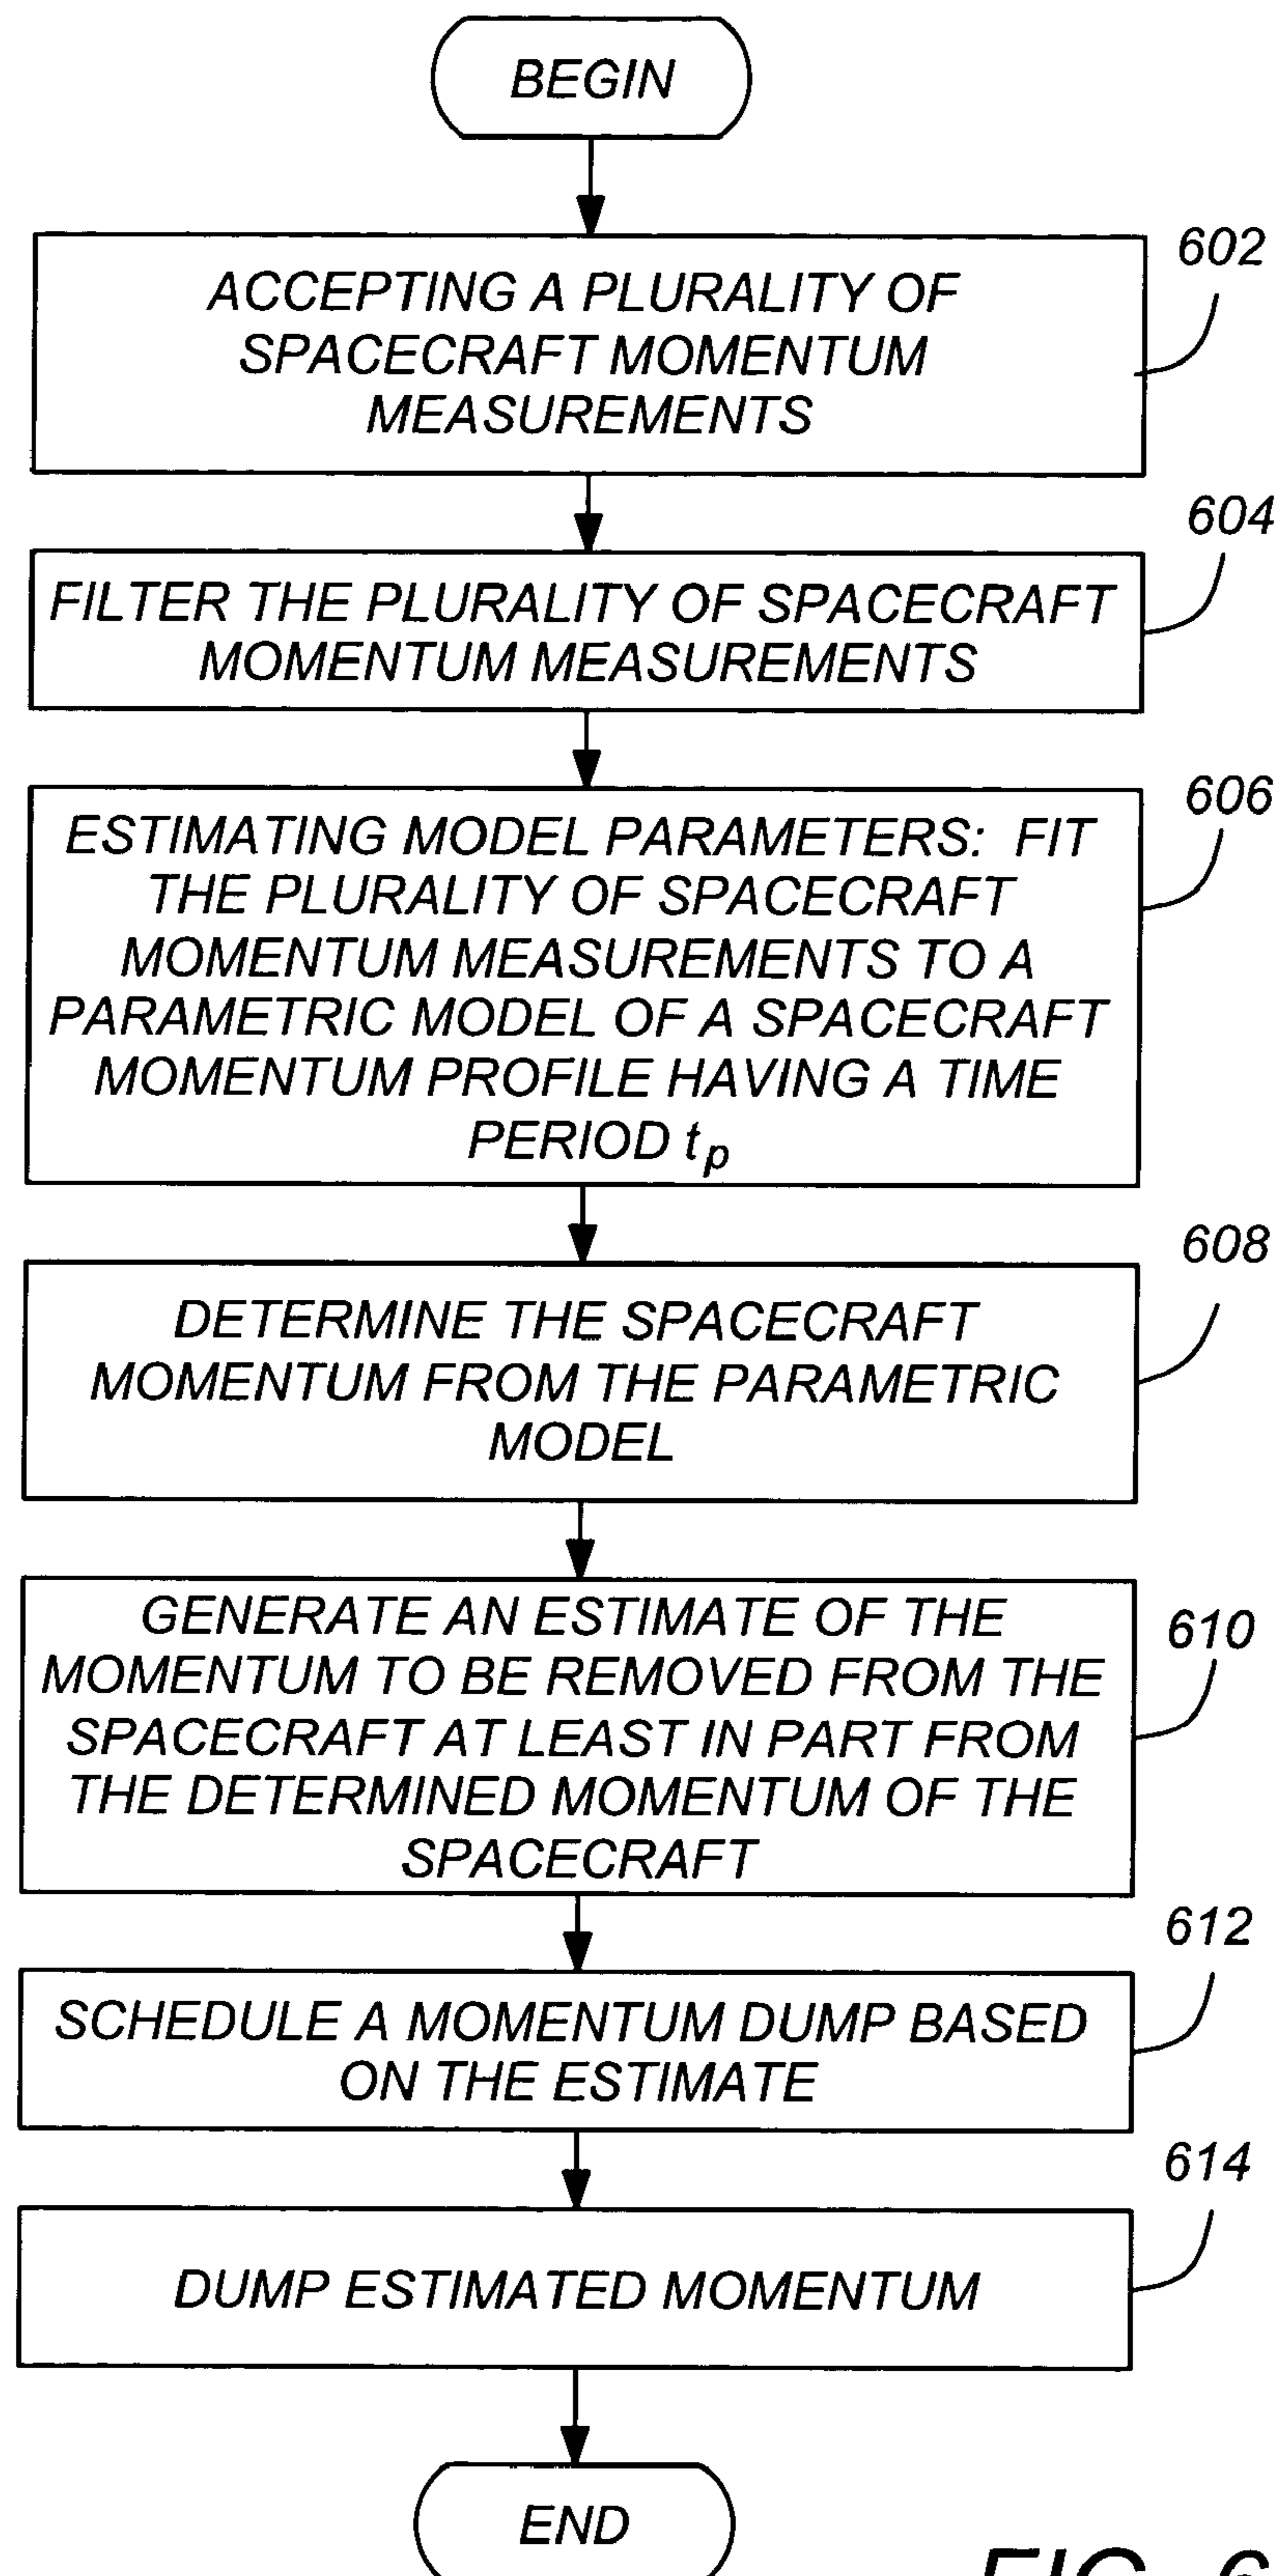 BEGIN
602
ACCEPTING A PLURALITY OF
SPACECRAFT MOMENTUM
MEASUREMENTS
604
FILTER THE PLURALITY OF SPACECRAFT
MOMENTUM MEASUREMENTS
606
ESTIMATING MODEL PARAMETERS: FIT
THE PLURALITY OF SPACECRAFT
MOMENTUM MEASUREMENTS TO A
PARAMETRIC MODEL OF A SPACECRAFT
MOMENTUM PROFILE HAVING A TIME
PERIOD tp
608
DETERMINE THE SPACECRAFT
MOMENTUM FROM THE PARAMETRIC
MODEL
610
GENERATE AN ESTIMATE OF THE
MOMENTUM TO BE REMOVED FROM THE
SPACECRAFT AT LEAST IN PART FROM
THE DETERMINED MOMENTUM OF THE
SPACECRAFT
612
SCHEDULE A MOMENTUM DUMP BASED
ON THE ESTIMATE
614
DUMP ESTIMATED MOMENTUM
END
FIG. 6